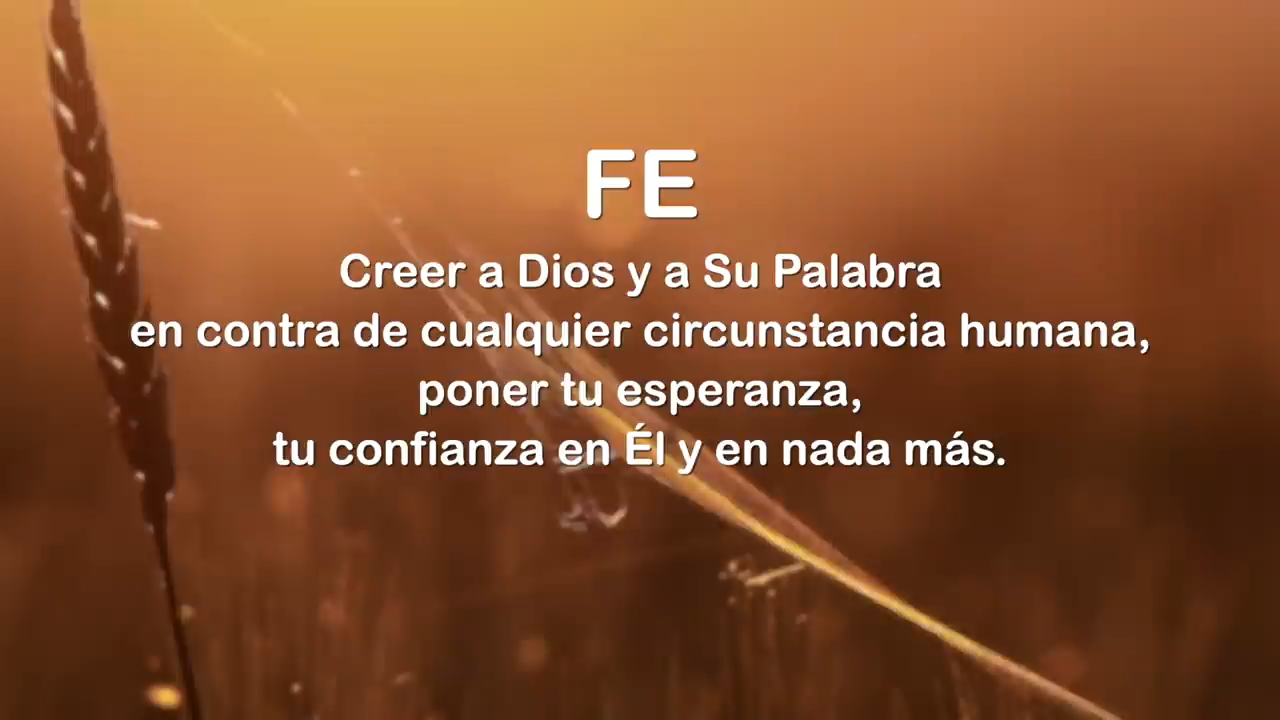 FE
Creer a Dios y a Su Palabra
en contra de cualquier circunstancia humana,
poner tu esperanza,
tu confianza en Él y en nada más.